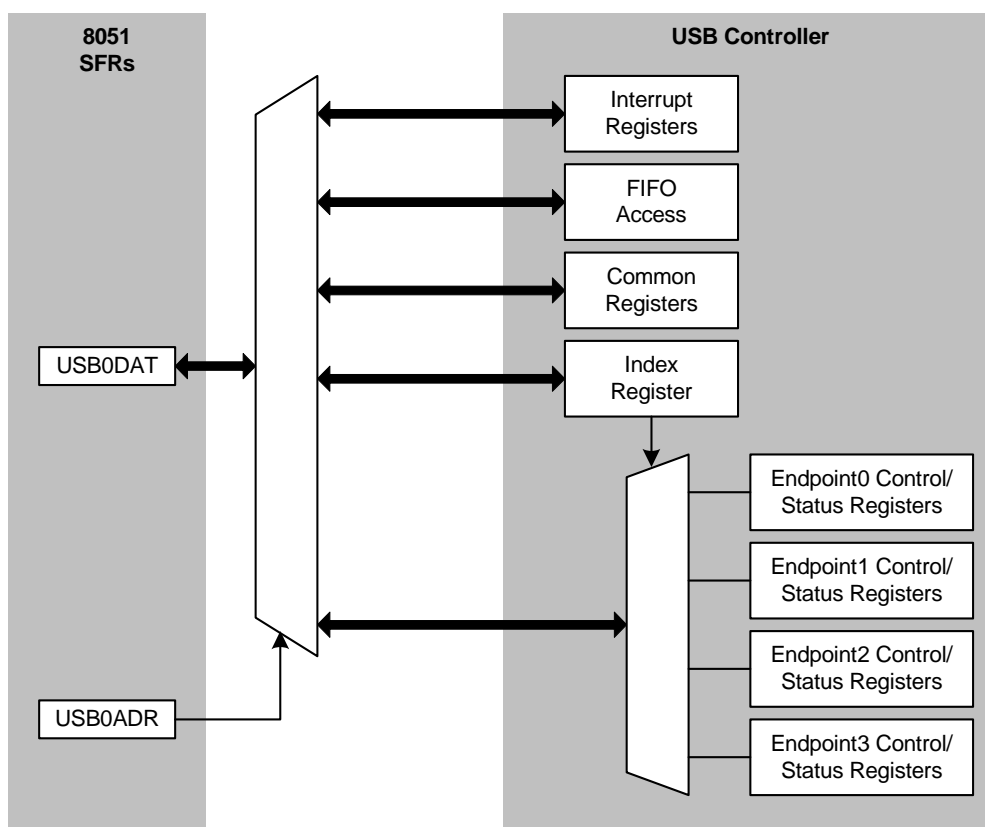 8051
SFRs
USB Controller
Interrupt
Registers
FIFO
Access
Common
Registers
USB0DAT
Index
Register
Endpoint0 Control/
Status Registers
Endpoint1 Control/
Status Registers
Endpoint2 Control/
Status Registers
USB0ADR
Endpoint3 Control/
Status Registers